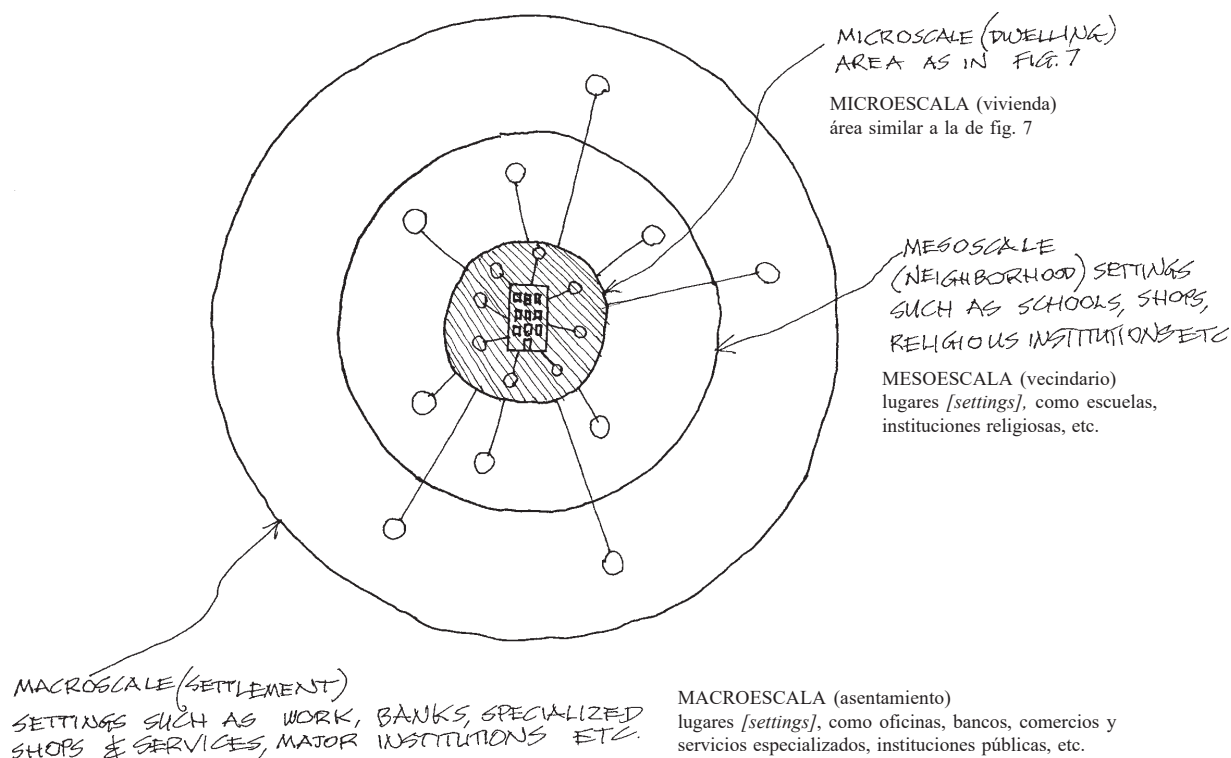 MICROSCALE (DWELLING)
AREA AS IN FIG. 7
MICROESCALA (vivienda)
área similar a la de fig. 7
MESOSCALE
(NEIGHBORHOOD) SETTINGS
SUCH AS SCHOOLS, SHOPS,
RELIGIOUS INSTITUTIONS ETC
MESOESCALA (vecindario)
lugares [settings], como escuelas,
instituciones religiosas, etc.
MACROSCALE (SETTLEMENT)
SETTINGS SUCH AS WORK, BANKS, SPECIALIZED
SHOPS & SERVICES, MAJOR INSTITUTIONS ETC.
MACROESCALA (asentamiento)
lugares [settings], como oficinas, bancos, comercios y
servicios especializados, instituciones públicas, etc.